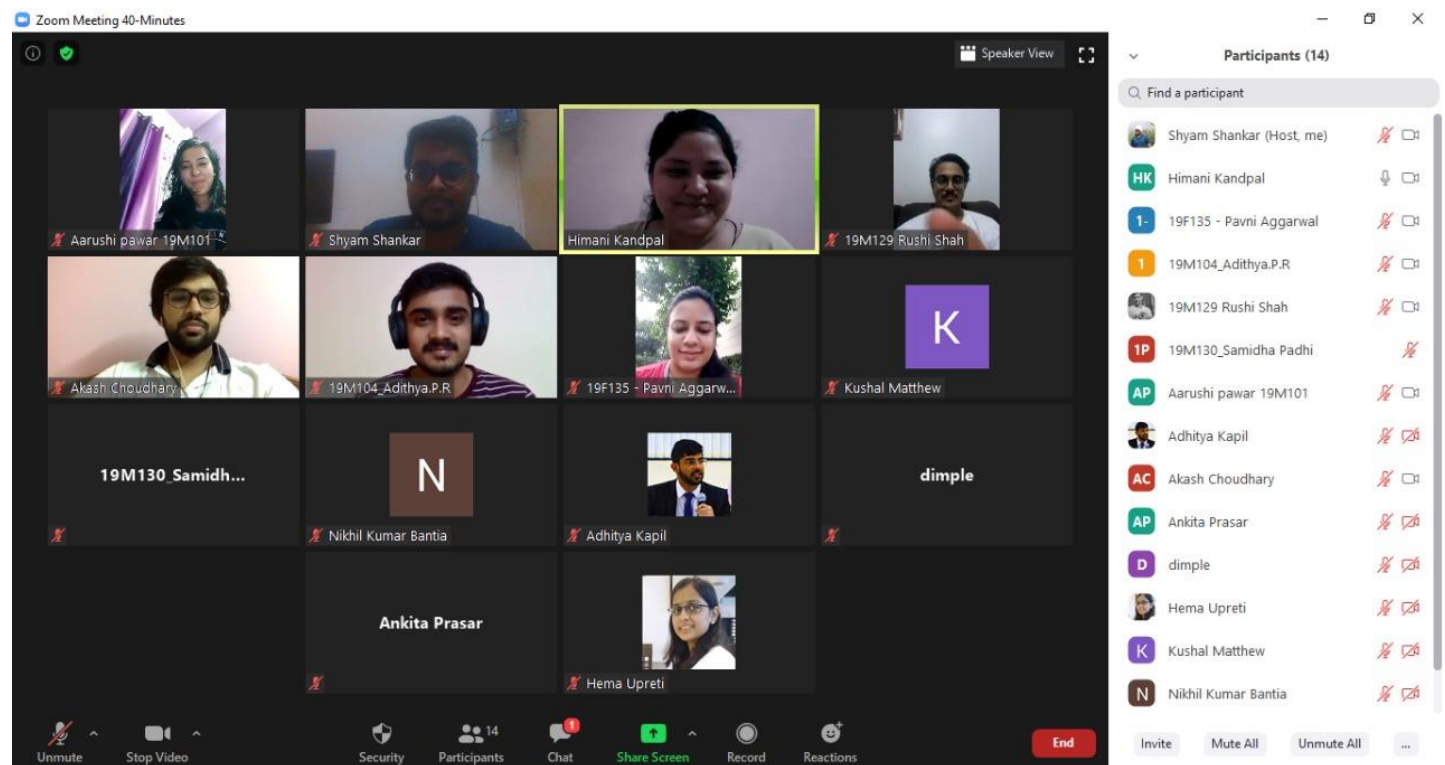 Zoom Meeting 40-Minutes
Speaker View
Aarushi pawar 19M101
Shyam Shankar
Himani Kandpal
19M129 Rushi Shah
Akash Choudhary
19M104_Adithya.P.R
19F135 - Pavni Aggarw...
K
Kushal Matthew
19M130_Samidh...
N
Nikhil Kumar Bantia
Adhitya Kapil
dimple
Ankita Prasar
Hema Upreti
Unmute
Stop Video
Security
14
Participants
1
Chat
Share Screen
Record
Reactions
End
Participants (14)
Find a participant
Shyam Shankar (Host, me)
HK Himani Kandpal
1- 19F135 - Pavni Aggarwal
1 19M104_Adithya.P.R
19M129 Rushi Shah
1P 19M130_Samidha Padhi
AP Aarushi pawar 19M101
Adhitya Kapil
AC Akash Choudhary
AP Ankita Prasar
D dimple
Hema Upreti
K Kushal Matthew
N Nikhil Kumar Bantia
Invite Mute All Unmute All ...